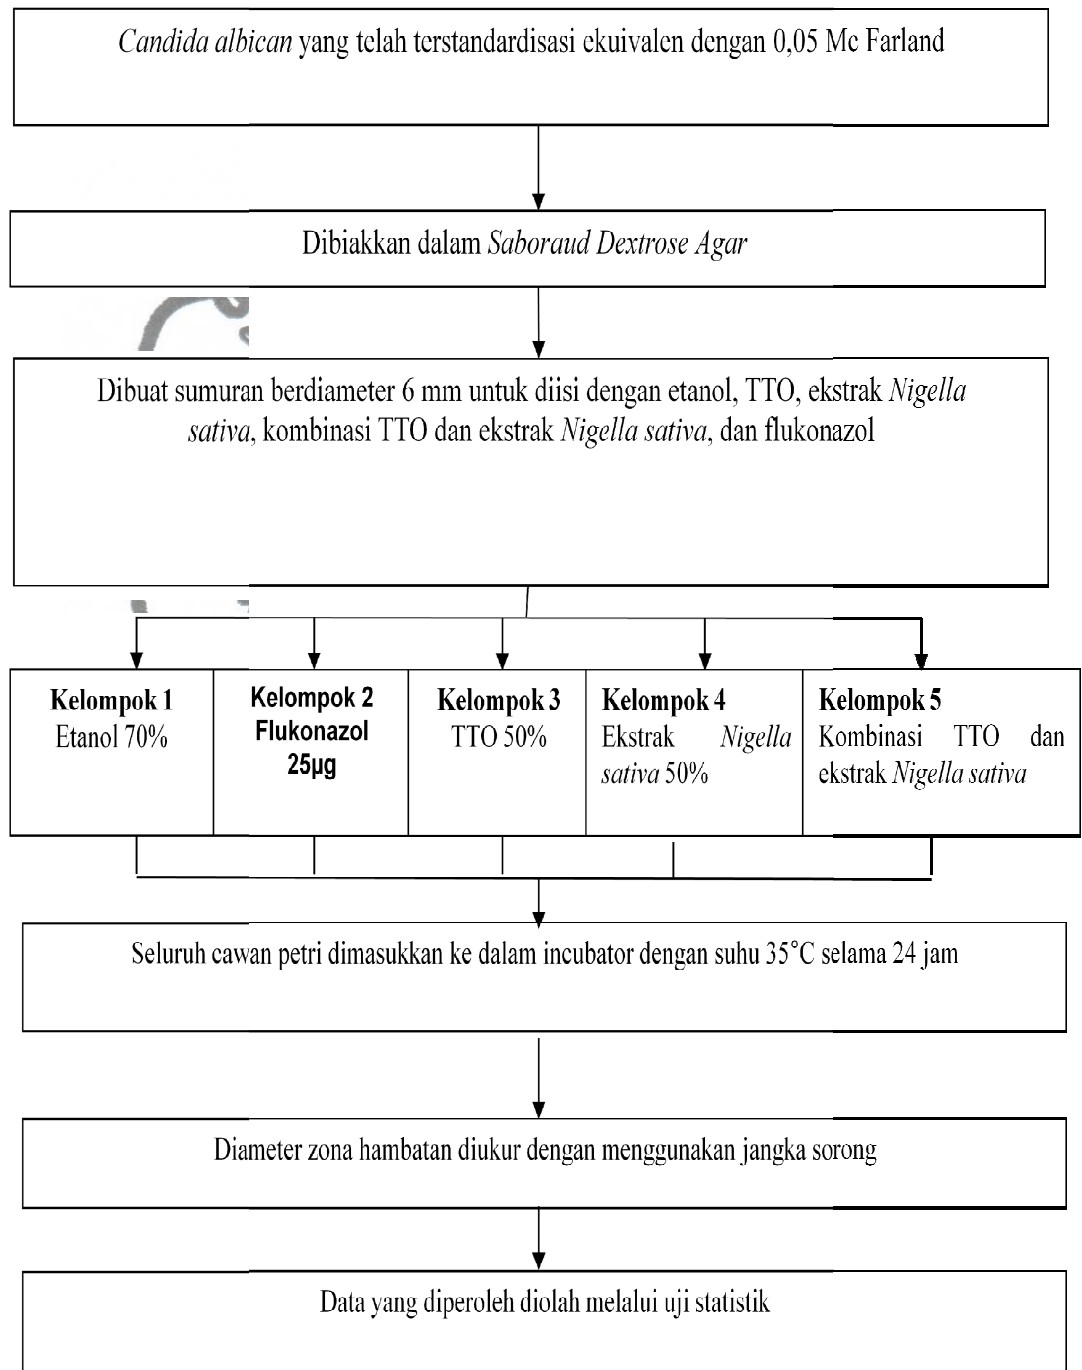 Candida albican yang telah terstandardisasi ekuivalen dengan 0,05 Mc Farland
Dibiakkan dalam Saboraud Dextrose Agar
Dibuat sumuran berdiameter 6 mm untuk diisi dengan etanol, TTO, ekstrak Nigella
sativa, kombinasi TTO dan ekstrak Nigella sativa, dan flukonazol
Kelompok 1
Etanol 70%
Kelompok 2
Flukonazol
25µg
Kelompok 3
TTO 50%
Kelompok 4
Ekstrak Nigella
sativa 50%
Kelompok 5
Kombinasi TTO dan
ekstrak Nigella sativa
Seluruh cawan petri dimasukkan ke dalam incubator dengan suhu 35°C selama 24 jam
Diameter zona hambatan diukur dengan menggunakan jangka sorong
Data yang diperoleh diolah melalui uji statistik